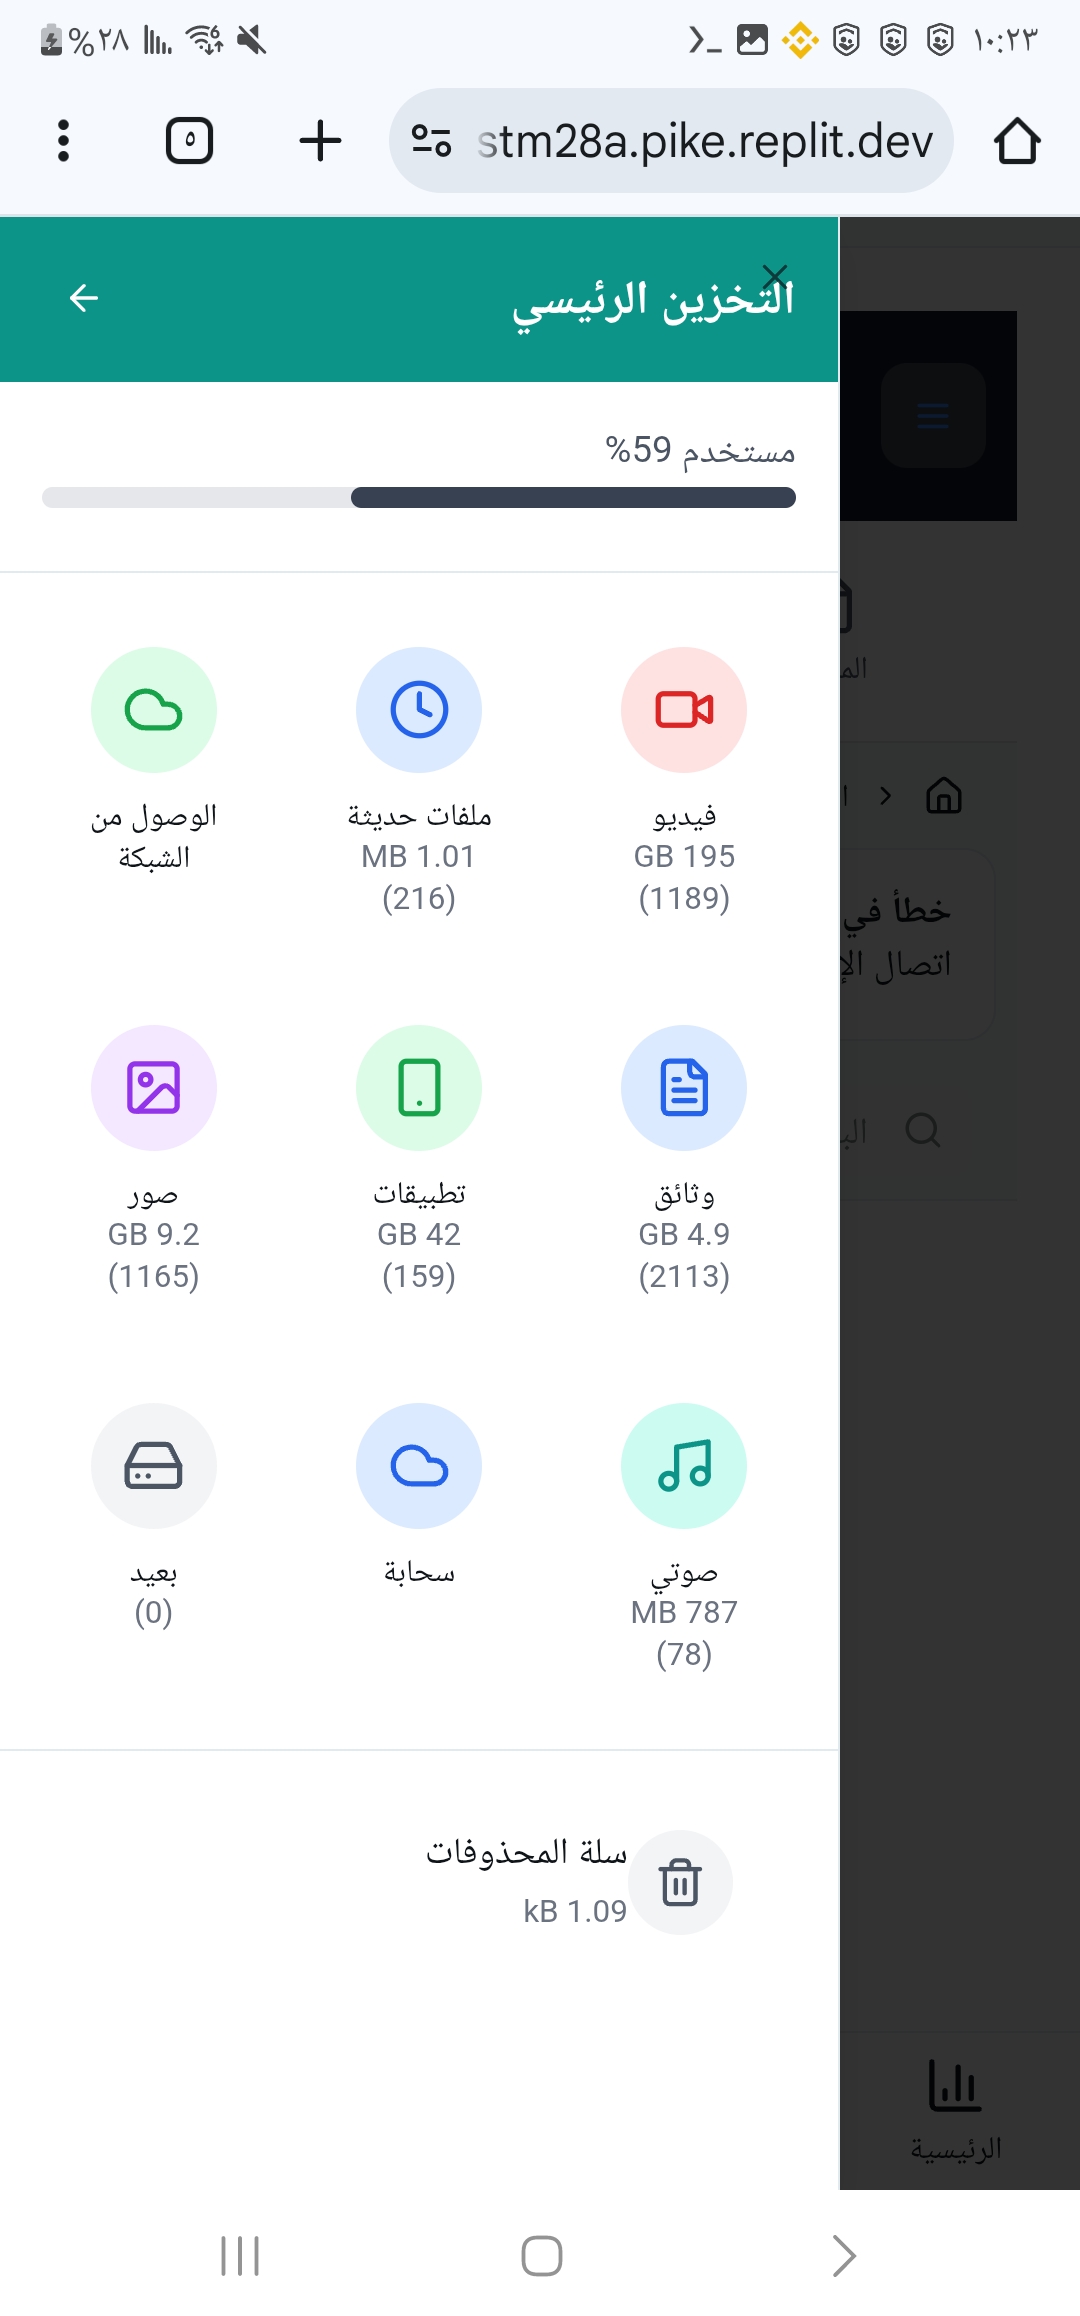 ١٠:٢٣
%٢٨
stm28a.pike.replit.dev
٥
التخزين الرئيسي
مستخدم 59%
فيديو
GB 195
(1189)
ملفات حديثة
MB 1.01
(216)
الوصول من
الشبكة
وثائق
GB 4.9
(2113)
تطبيقات
GB 42
(159)
صور
GB 9.2
(1165)
صوتي
MB 787
(78)
سحابة
بعيد
(0)
سلة المحذوفات
kB 1.09
خطأ في
اتصال الإ
الرئيسية